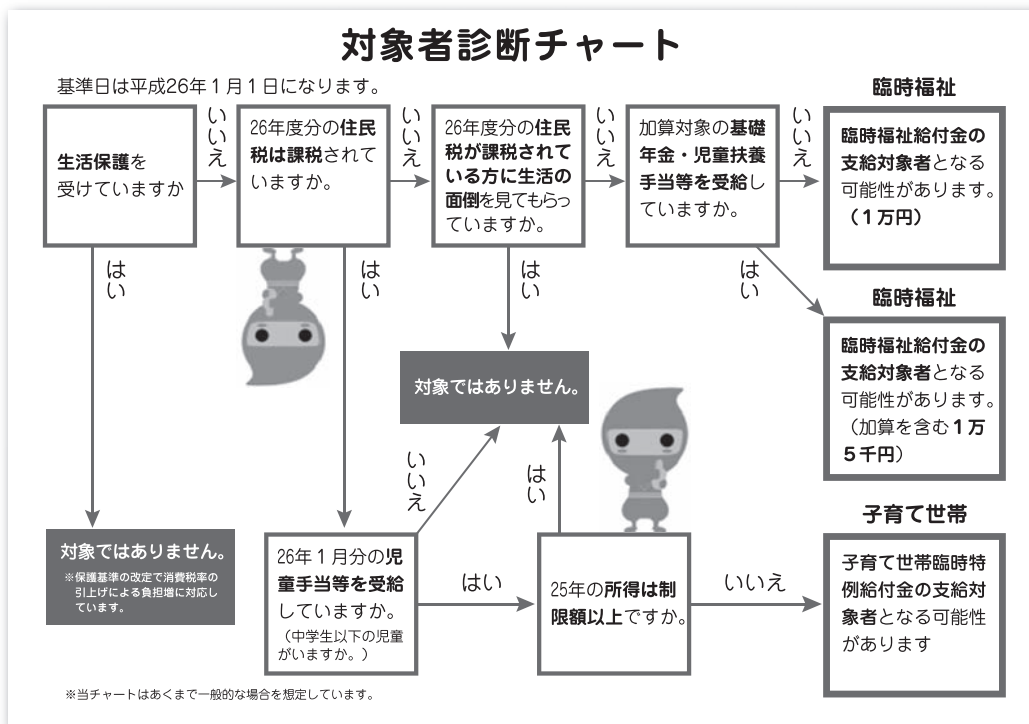 対象者診断チャート
基準日は平成26年1月1日になります。
生活保護を
受けていますか
いいえ
はい
26年度分の住民
税は課税されて
いますか。
いいえ
はい
26年度分の住民
税が課税されて
いる方に生活の
面倒を見てもらっ
ていますか。
いいえ
はい
加算対象の基礎
年金・児童扶養
手当等を受給し
ていますか。
いいえ
はい
臨時福祉
臨時福祉給付金の
支給対象者となる
可能性があります。
（1万円）
臨時福祉
臨時福祉給付金の
支給対象者となる
可能性があります。
（加算を含む1万
5千円）
対象ではありません。
いいえ
はい
対象ではありません。
※保護基準の改定で消費税率の
引上げによる負担増に対応し
ています。
26年1月分の児
童手当等を受給
していますか。
（中学生以下の児童
がいますか。）
はい
25年の所得は制
限額以上ですか。
いいえ
子育て世帯
子育て世帯臨時特
例給付金の支給対
象者となる可能性
があります
※当チャートはあくまで一般的な場合を想定しています。